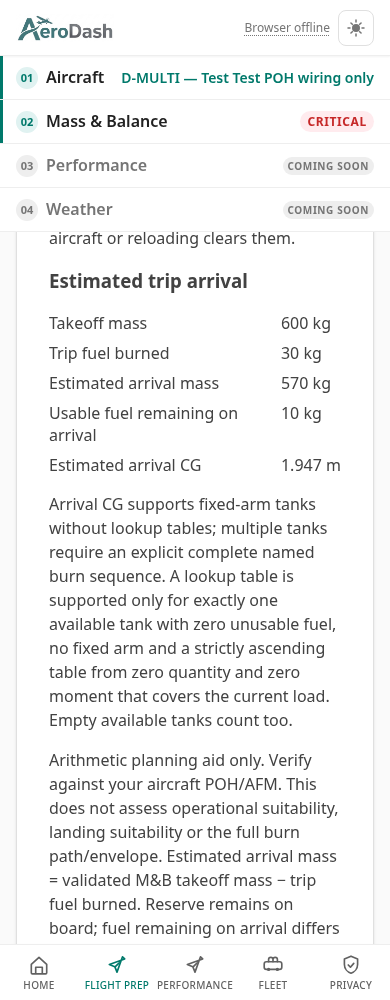 AeroDash
Browser offline
01 Aircraft D-MULTI — Test Test POH wiring only
02 Mass & Balance CRITICAL
03 Performance COMING SOON
04 Weather COMING SOON
aircraft or reloading clears them.
Estimated trip arrival
Takeoff mass 600 kg
Trip fuel burned 30 kg
Estimated arrival mass 570 kg
Usable fuel remaining on 10 kg
arrival
Estimated arrival CG 1.947 m
Arrival CG supports fixed-arm tanks
without lookup tables; multiple tanks
require an explicit complete named
burn sequence. A lookup table is
supported only for exactly one
available tank with zero unusable fuel,
no fixed arm and a strictly ascending
table from zero quantity and zero
moment that covers the current load.
Empty available tanks count too.
Arithmetic planning aid only. Verify
against your aircraft POH/AFM. This
does not assess operational suitability,
landing suitability or the full burn
path/envelope. Estimated arrival mass
= validated M&B takeoff mass − trip
fuel burned. Reserve remains on
board; fuel remaining on arrival differs
HOME FLIGHT PREP PERFORMANCE FLEET PRIVACY